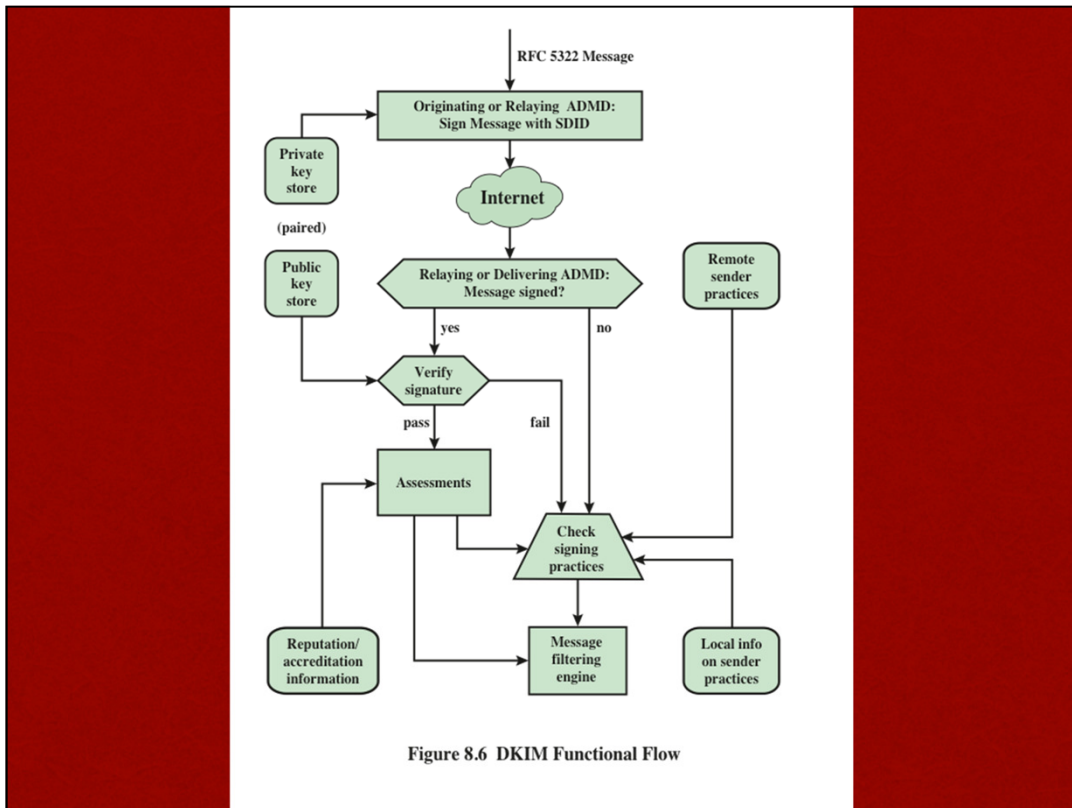 RFC 5322 Message
Originating or Relaying ADMD:
Sign Message with SDID
Private
key
store
Internet
(paired)
Public
key
store
Relaying or Delivering ADMD:
Message signed?
Remote
sender
practices
yes
no
Verify
signature
pass
fail
Assessments
Check
signing
practices
Reputation/
accreditation
information
Message
filtering
engine
Local info
on sender
practices
Figure 8.6 DKIM Functional Flow